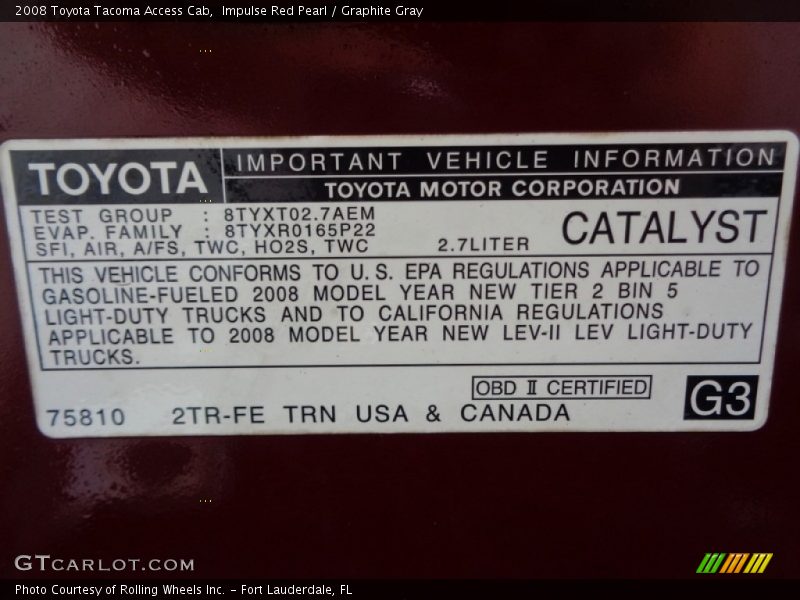 2008 Toyota Tacoma Access Cab,  Impulse Red Pearl / Graphite Gray
TOYOTA
IMPORTANT VEHICLE INFORMATION
TOYOTA MOTOR CORPORATION
TEST GROUP : 8TYXT02.7AEM
EVAP. FAMILY : 8TYXR0165P22
SFI, AIR, A/FS, TWC, HO2S, TWC 2.7LITER
CATALYST
THIS VEHICLE CONFORMS TO U.S. EPA REGULATIONS APPLICABLE TO
GASOLINE-FUELED 2008 MODEL YEAR NEW TIER 2 BIN 5
LIGHT-DUTY TRUCKS AND TO CALIFORNIA REGULATIONS
APPLICABLE TO 2008 MODEL YEAR NEW LEV-II LEV LIGHT-DUTY
TRUCKS.
OBD II CERTIFIED
G3
75810 2TR-FE TRN USA & CANADA
GTCARLOT.COM
Photo Courtesy of Rolling Wheels Inc. - Fort Lauderdale, FL